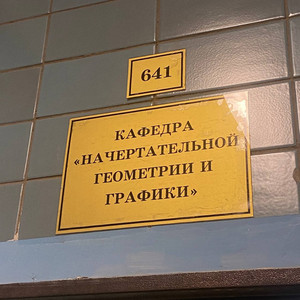 641
КАФЕДРА
«НАЧЕРТАТЕЛЬНОЙ
ГЕОМЕТРИИ И
ГРАФИКИ»